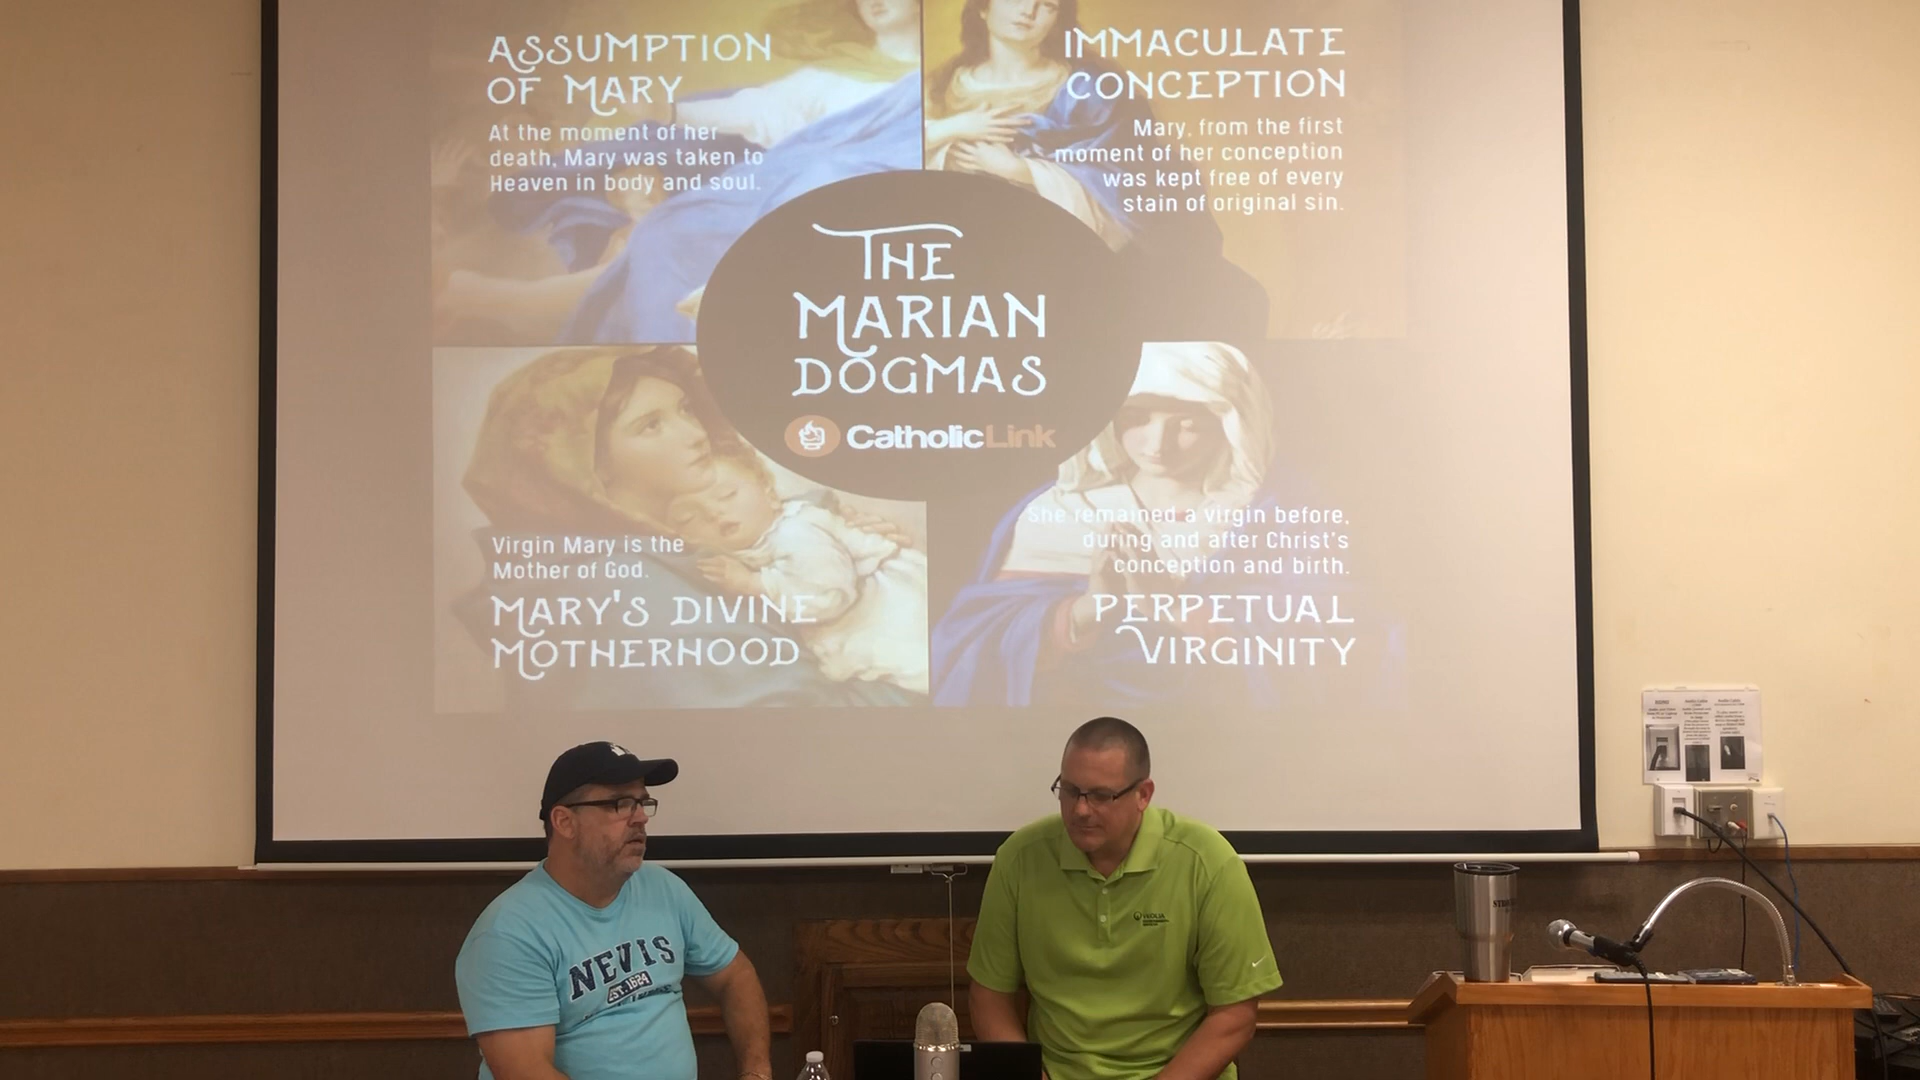 ASSUMPTION
OF MARY
At the moment of her
death, Mary was taken to
Heaven in body and soul.
IMMACULATE
CONCEPTION
Mary, from the first
moment of her conception
was kept free of every
stain of original sin.
THE
MARIAN
DOGMAS
CatholicLink
Virgin Mary is the
Mother of God.
MARY'S DIVINE
MOTHERHOOD
She remained a virgin before,
during and after Christ's
conception and birth.
PERPETUAL
VIRGINITY
NEVIS
EST. 1624
VEOLIA